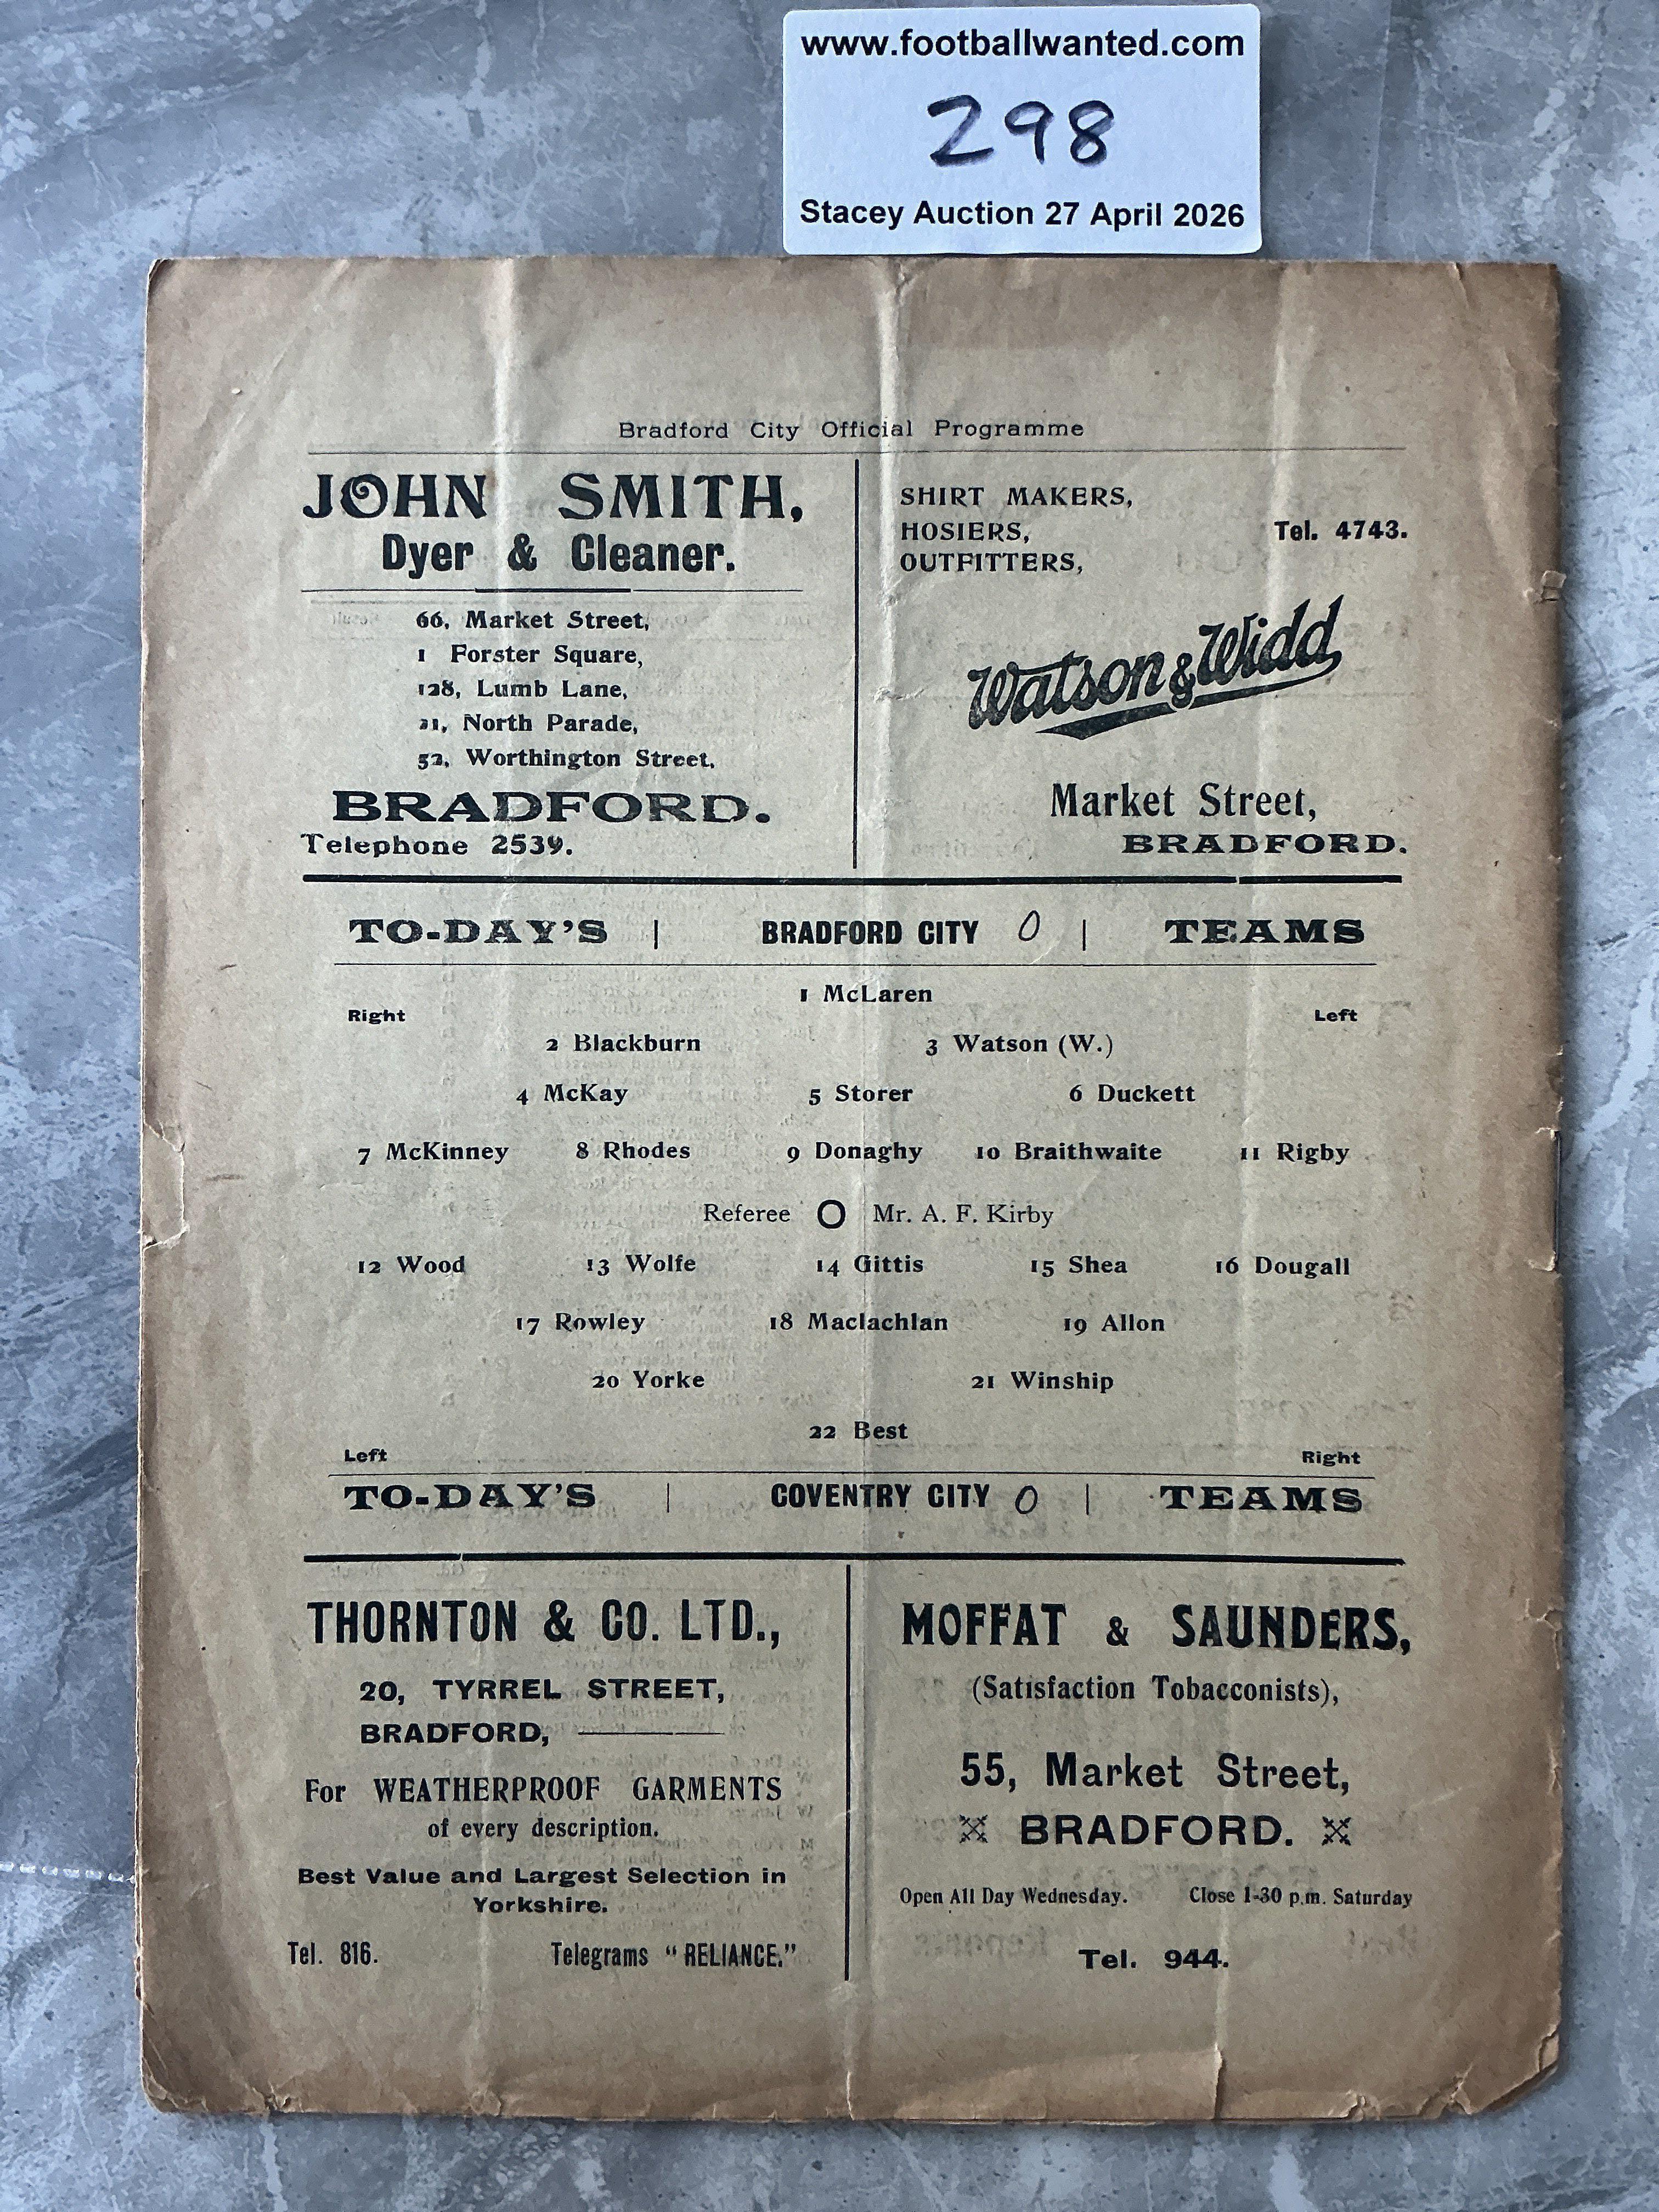 www.footballwanted.com
298
Stacey Auction 27 April 2026
Bradford City Official Programme
JOHN SMITH,
Dyer & Cleaner.
66, Market Street,
1 Forster Square,
128, Lumb Lane,
21, North Parade,
52, Worthington Street,
BRADFORD.
Telephone 2539.
SHIRT MAKERS,
HOSIERS,
OUTFITTERS,
Tel. 4743.
Watson & Widd
Market Street,
BRADFORD.
TO-DAY'S | BRADFORD CITY 0 | TEAMS
1 McLaren
Right Left
2 Blackburn 3 Watson (W.)
4 McKay 5 Storer 6 Duckett
7 McKinney 8 Rhodes 9 Donaghy 10 Braithwaite 11 Rigby
Referee O Mr. A. F. Kirby
12 Wood 13 Wolfe 14 Gittis 15 Shea 16 Dougall
17 Rowley 18 Maclachlan 19 Allon
20 Yorke 21 Winship
22 Best
Left Right
TO-DAY'S | COVENTRY CITY 0 | TEAMS
THORNTON & CO. LTD.,
20, TYRREL STREET,
BRADFORD,
For WEATHERPROOF GARMENTS
of every description.
Best Value and Largest Selection in
Yorkshire.
Tel. 816. Telegrams "RELIANCE."
MOFFAT & SAUNDERS,
(Satisfaction Tobacconists),
55, Market Street,
BRADFORD.
Open All Day Wednesday. Close 1-30 p.m. Saturday
Tel. 944.